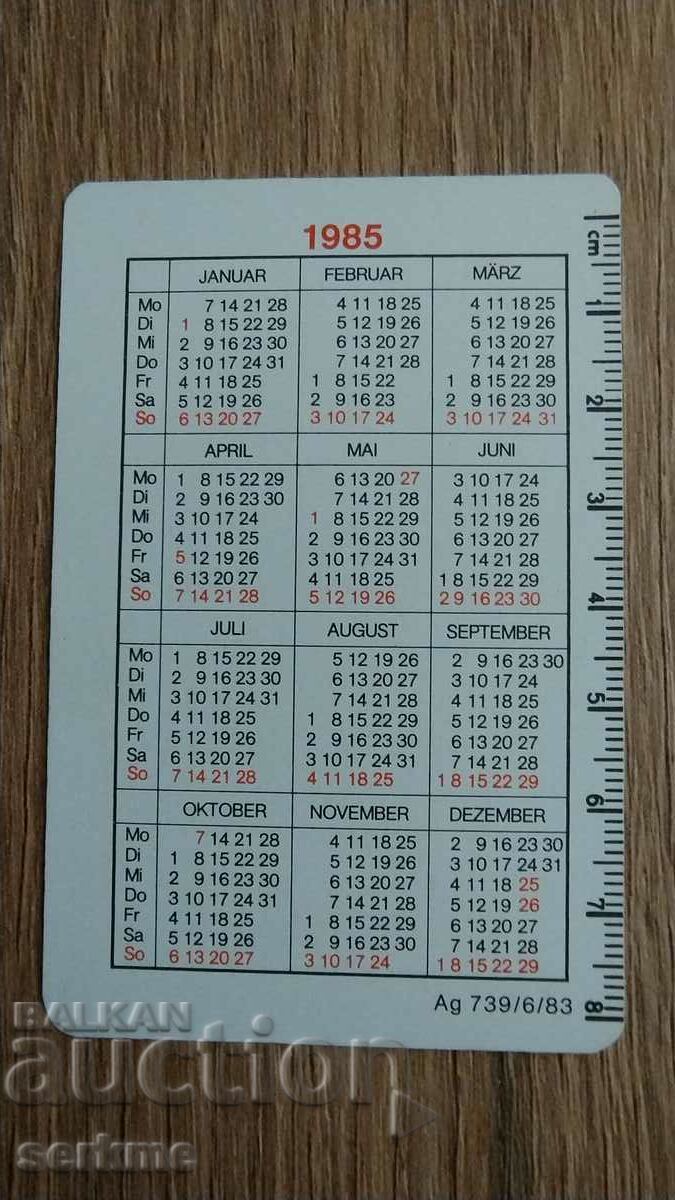 1985
JANUAR FEBRUAR MÄRZ
Mo 7 14 21 28 4 11 18 25 4 11 18 25
Di 1 8 15 22 29 5 12 19 26 5 12 19 26
Mi 2 9 16 23 30 6 13 20 27 6 13 20 27
Do 3 10 17 24 31 7 14 21 28 7 14 21 28
Fr 4 11 18 25 1 8 15 22 1 8 15 22 29
Sa 5 12 19 26 2 9 16 23 2 9 16 23 30
So 6 13 20 27 3 10 17 24 3 10 17 24 31
APRIL MAI JUNI
Mo 1 8 15 22 29 6 13 20 27 3 10 17 24
Di 2 9 16 23 30 7 14 21 28 4 11 18 25
Mi 3 10 17 24 1 8 15 22 29 5 12 19 26
Do 4 11 18 25 2 9 16 23 30 6 13 20 27
Fr 5 12 19 26 3 10 17 24 31 7 14 21 28
Sa 6 13 20 27 4 11 18 25 1 8 15 22 29
So 7 14 21 28 5 12 19 26 2 9 16 23 30
JULI AUGUST SEPTEMBER
Mo 1 8 15 22 29 5 12 19 26 2 9 16 23 30
Di 2 9 16 23 30 6 13 20 27 3 10 17 24
Mi 3 10 17 24 31 7 14 21 28 4 11 18 25
Do 4 11 18 25 1 8 15 22 29 5 12 19 26
Fr 5 12 19 26 2 9 16 23 30 6 13 20 27
Sa 6 13 20 27 3 10 17 24 31 7 14 21 28
So 7 14 21 28 4 11 18 25 1 8 15 22 29
OKTOBER NOVEMBER DEZEMBER
Mo 7 14 21 28 4 11 18 25 2 9 16 23 30
Di 1 8 15 22 29 5 12 19 26 3 10 17 24 31
Mi 2 9 16 23 30 6 13 20 27 4 11 18 25
Do 3 10 17 24 31 7 14 21 28 5 12 19 26
Fr 4 11 18 25 1 8 15 22 29 6 13 20 27
Sa 5 12 19 26 2 9 16 23 30 7 14 21 28
So 6 13 20 27 3 10 17 24 1 8 15 22 29
Ag 739/6/83
cm 1 2 3 4 5 6 7 8
BALKAN
auction
serkme